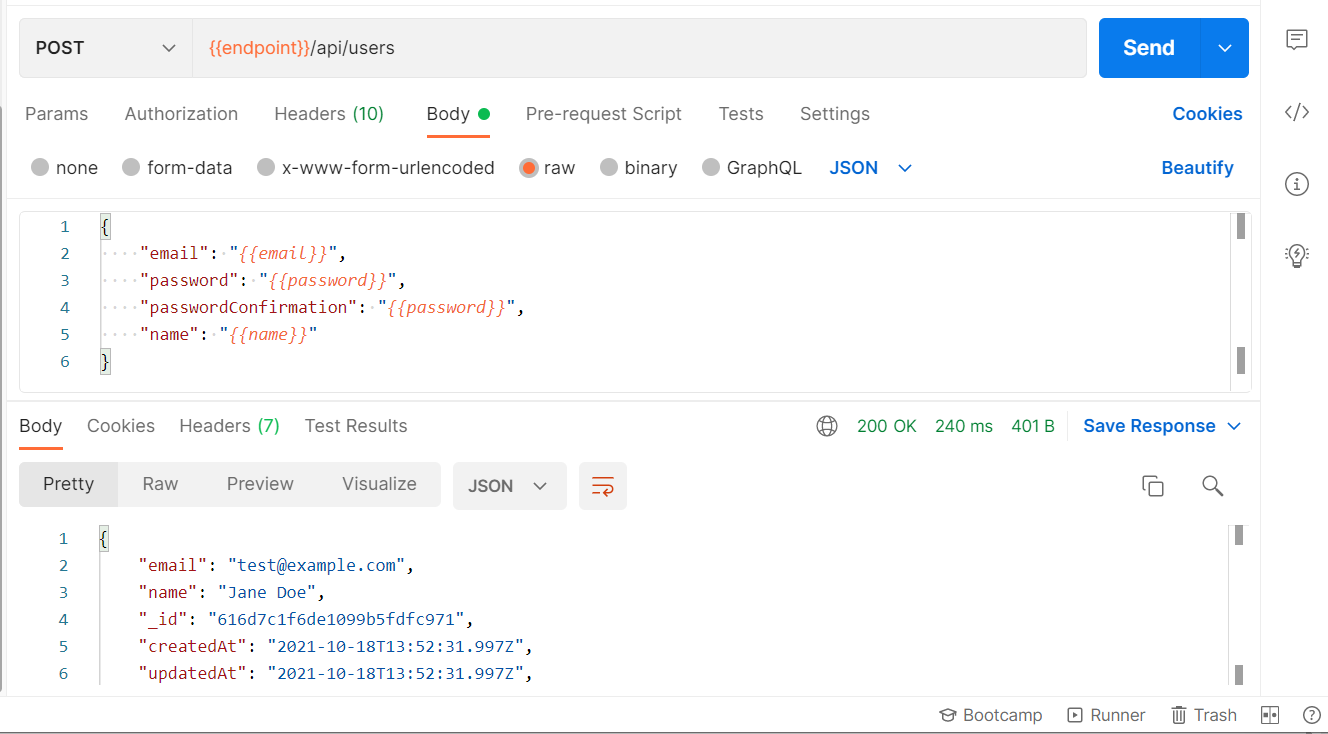 POST {{endpoint}}/api/users Send
Params Authorization Headers (10) Body Pre-request Script Tests Settings Cookies
none form-data x-www-form-urlencoded raw binary GraphQL JSON Beautify
1 {
2 "email": "{{email}}",
3 "password": "{{password}}",
4 "passwordConfirmation": "{{password}}",
5 "name": "{{name}}"
6 }
Body Cookies Headers (7) Test Results 200 OK 240 ms 401 B Save Response
Pretty Raw Preview Visualize JSON
1 {
2 "email": "test@example.com",
3 "name": "Jane Doe",
4 "_id": "616d7c1f6de1099b5fdfc971",
5 "createdAt": "2021-10-18T13:52:31.997Z",
6 "updatedAt": "2021-10-18T13:52:31.997Z",
Bootcamp Runner Trash